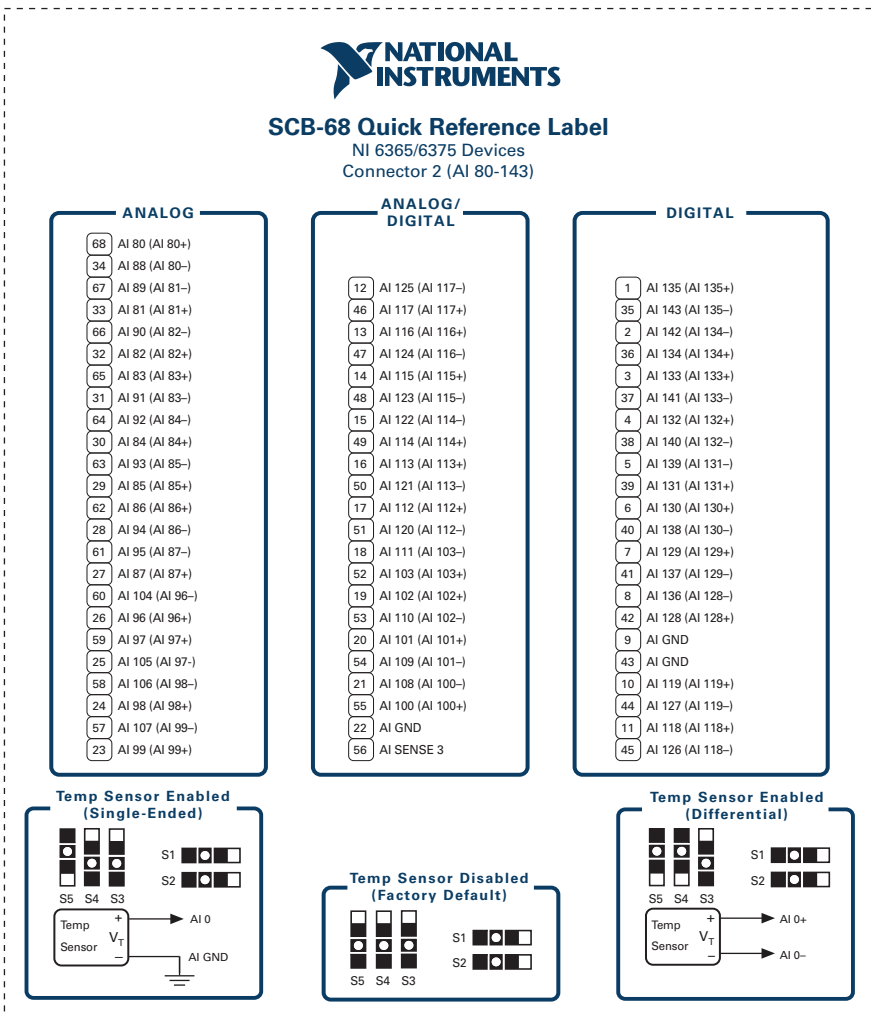 NATIONAL
INSTRUMENTS
SCB-68 Quick Reference Label
NI 6365/6375 Devices
Connector 2 (AI 80-143)
ANALOG
68 AI 80 (AI 80+)
34 AI 88 (AI 80–)
67 AI 89 (AI 81–)
33 AI 81 (AI 81+)
66 AI 90 (AI 82–)
32 AI 82 (AI 82+)
65 AI 83 (AI 83+)
31 AI 91 (AI 83–)
64 AI 92 (AI 84–)
30 AI 84 (AI 84+)
63 AI 93 (AI 85–)
29 AI 85 (AI 85+)
62 AI 86 (AI 86+)
28 AI 94 (AI 86–)
61 AI 95 (AI 87–)
27 AI 87 (AI 87+)
60 AI 104 (AI 96–)
26 AI 96 (AI 96+)
59 AI 97 (AI 97+)
25 AI 105 (AI 97-)
58 AI 106 (AI 98–)
24 AI 98 (AI 98+)
57 AI 107 (AI 99–)
23 AI 99 (AI 99+)
ANALOG/
DIGITAL
12 AI 125 (AI 117–)
46 AI 117 (AI 117+)
13 AI 116 (AI 116+)
47 AI 124 (AI 116–)
14 AI 115 (AI 115+)
48 AI 123 (AI 115–)
15 AI 122 (AI 114–)
49 AI 114 (AI 114+)
16 AI 113 (AI 113+)
50 AI 121 (AI 113–)
17 AI 112 (AI 112+)
51 AI 120 (AI 112–)
18 AI 111 (AI 103–)
52 AI 103 (AI 103+)
19 AI 102 (AI 102+)
53 AI 110 (AI 102–)
20 AI 101 (AI 101+)
54 AI 109 (AI 101–)
21 AI 108 (AI 100–)
55 AI 100 (AI 100+)
22 AI GND
56 AI SENSE 3
DIGITAL
1 AI 135 (AI 135+)
35 AI 143 (AI 135–)
2 AI 142 (AI 134–)
36 AI 134 (AI 134+)
3 AI 133 (AI 133+)
37 AI 141 (AI 133–)
4 AI 132 (AI 132+)
38 AI 140 (AI 132–)
5 AI 139 (AI 131–)
39 AI 131 (AI 131+)
6 AI 130 (AI 130+)
40 AI 138 (AI 130–)
7 AI 129 (AI 129+)
41 AI 137 (AI 129–)
8 AI 136 (AI 128–)
42 AI 128 (AI 128+)
9 AI GND
43 AI GND
10 AI 119 (AI 119+)
44 AI 127 (AI 119–)
11 AI 118 (AI 118+)
45 AI 126 (AI 118–)
Temp Sensor Enabled
(Single-Ended)
S1
S2
S5 S4 S3
Temp
Sensor
+
VT
–
AI 0
AI GND
Temp Sensor Disabled
(Factory Default)
S1
S2
S5 S4 S3
Temp Sensor Enabled
(Differential)
S1
S2
S5 S4 S3
Temp
Sensor
+
VT
–
AI 0+
AI 0–